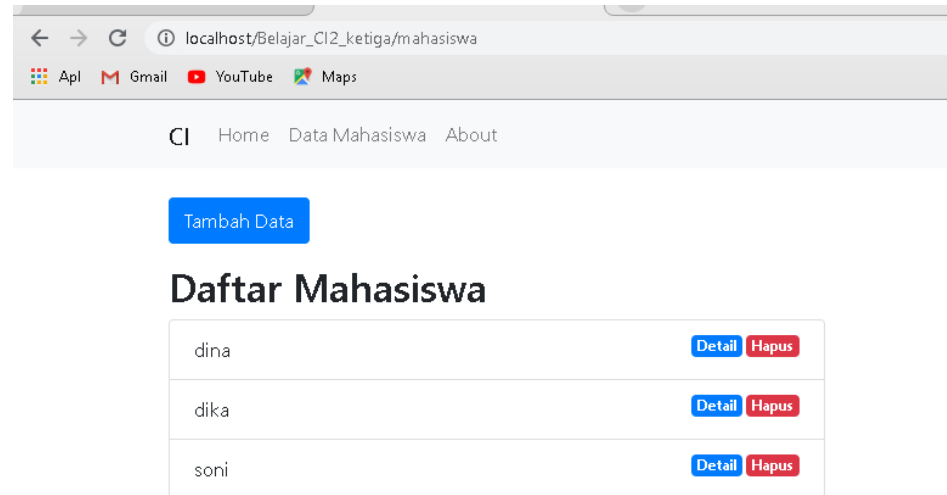 localhost/Belajar_CI2_ketiga/mahasiswa
Apl Gmail YouTube Maps
CI Home Data Mahasiswa About
Tambah Data
Daftar Mahasiswa
dina Detail Hapus
dika Detail Hapus
soni Detail Hapus